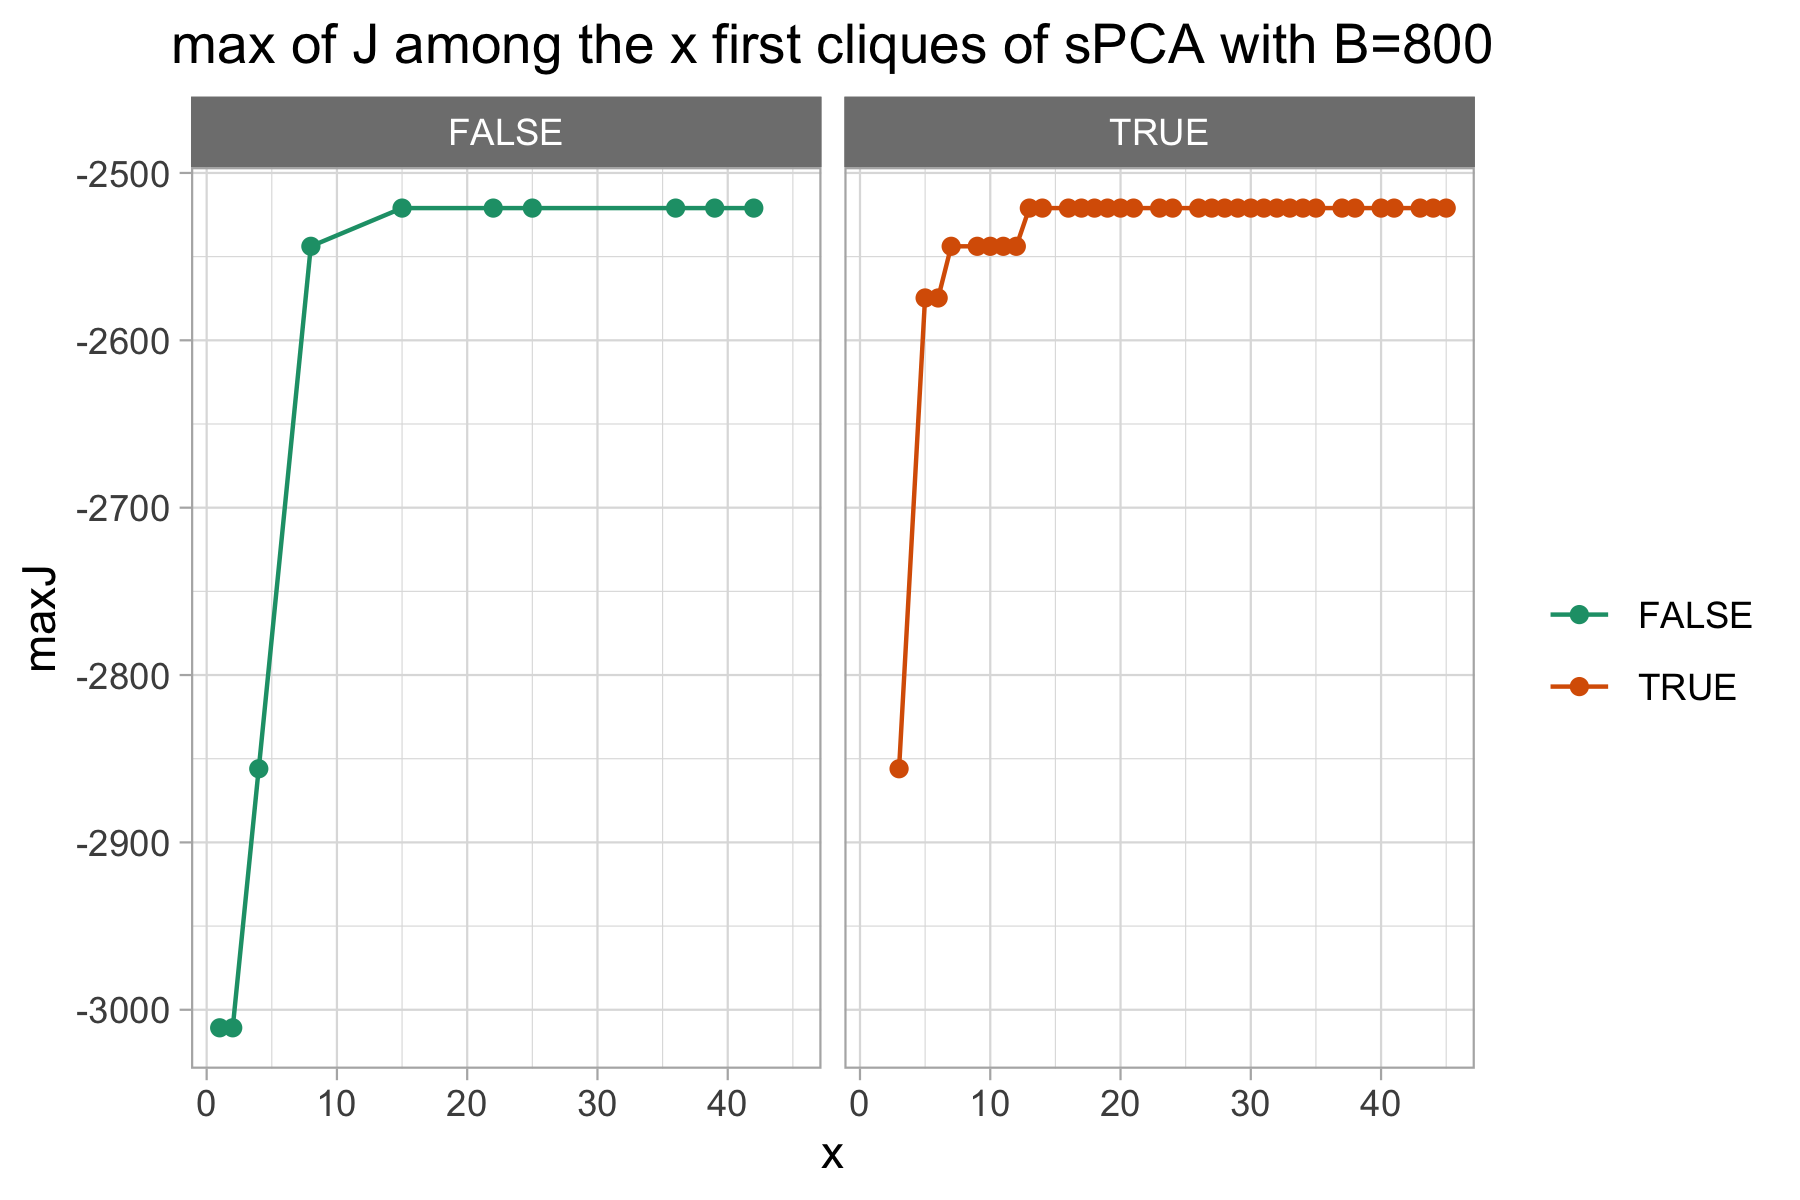 max of J among the x first cliques of sPCA with B=800
FALSE TRUE
-2500
-2600
-2700
-2800
-2900
-3000
maxJ
0 10 20 30 40 0 10 20 30 40
x
FALSE
TRUE